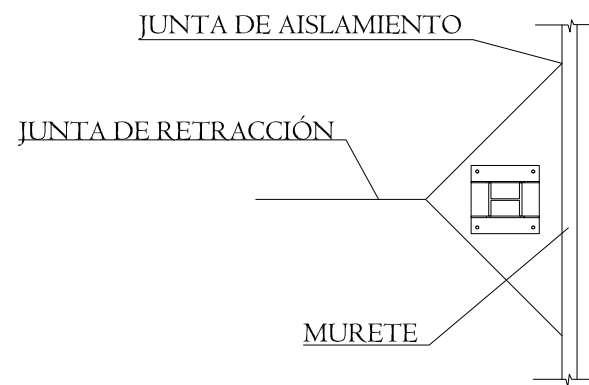 JUNTA DE AISLAMIENTO
JUNTA DE RETRACCIÓN
MURETE